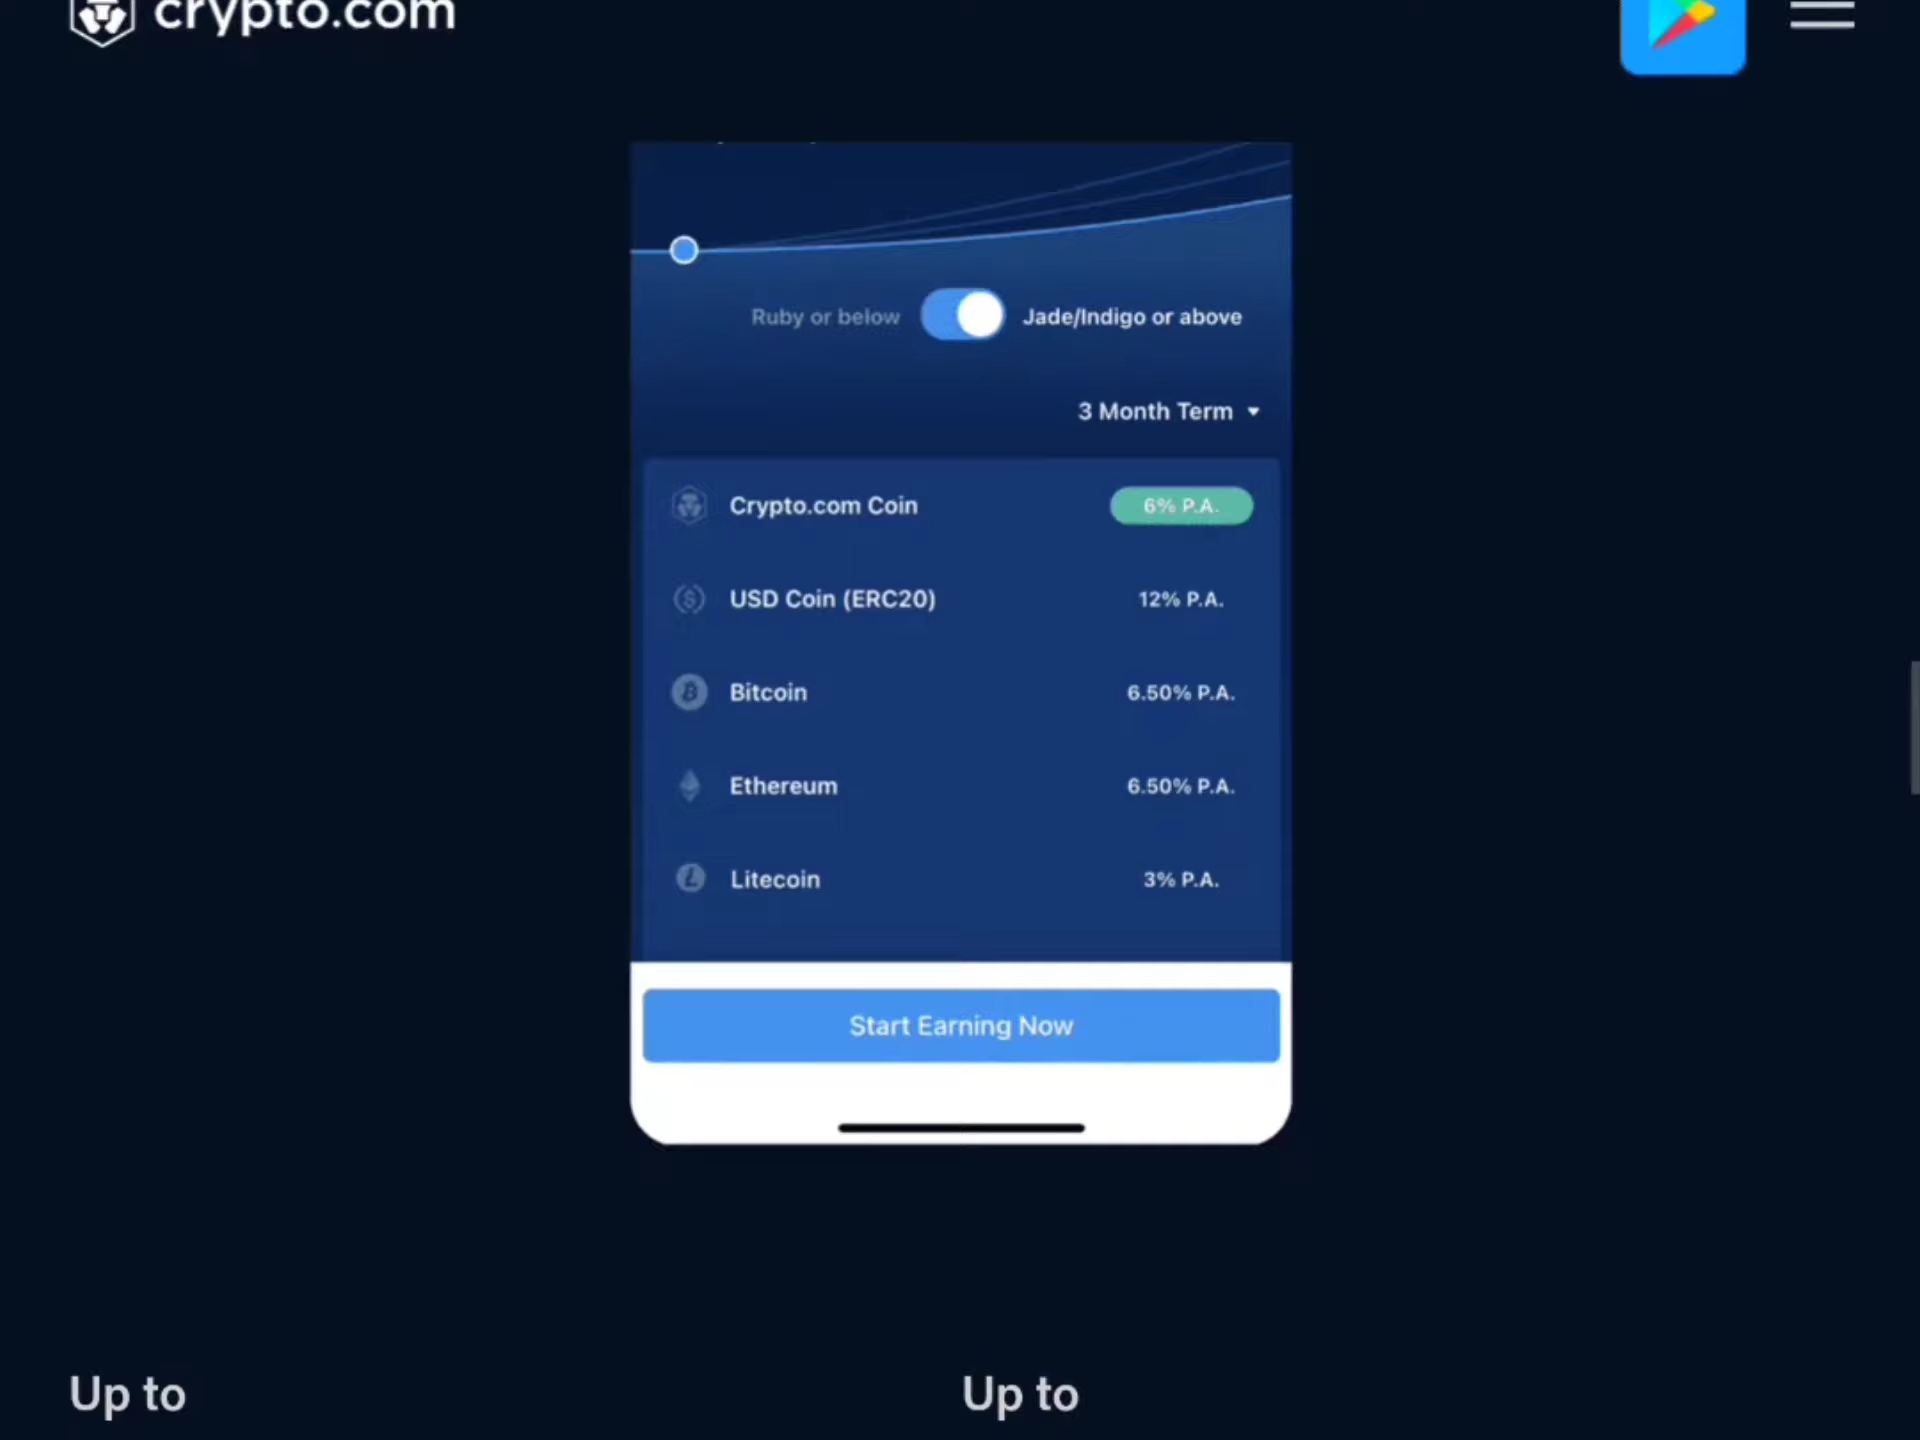 crypto.com
Ruby or below Jade/Indigo or above
3 Month Term
Crypto.com Coin 6% P.A.
USD Coin (ERC20) 12% P.A.
Bitcoin 6.50% P.A.
Ethereum 6.50% P.A.
Litecoin 3% P.A.
Start Earning Now
Up to Up to